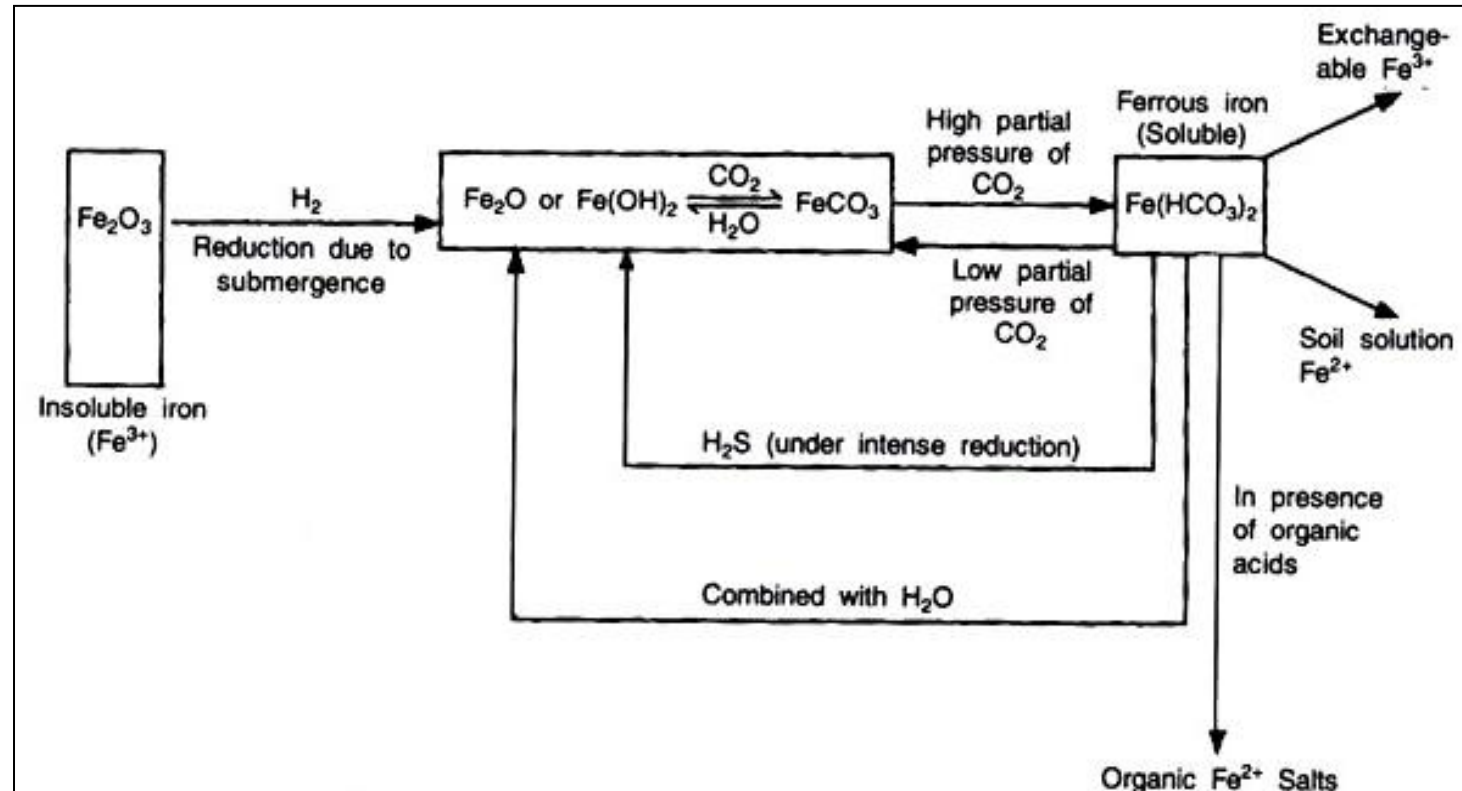 Exchange-
able Fe³⁺
Ferrous iron
(Soluble)
High partial
pressure of
CO₂
Fe₂O₃
H₂
Reduction due to
submergence
Fe₂O or Fe(OH)₂ CO₂ H₂O FeCO₃
Fe(HCO₃)₂
Low partial
pressure of
CO₂
Soil solution
Fe²⁺
Insoluble iron
(Fe³⁺)
H₂S (under intense reduction)
In presence
of organic
acids
Combined with H₂O
Organic Fe²⁺ Salts